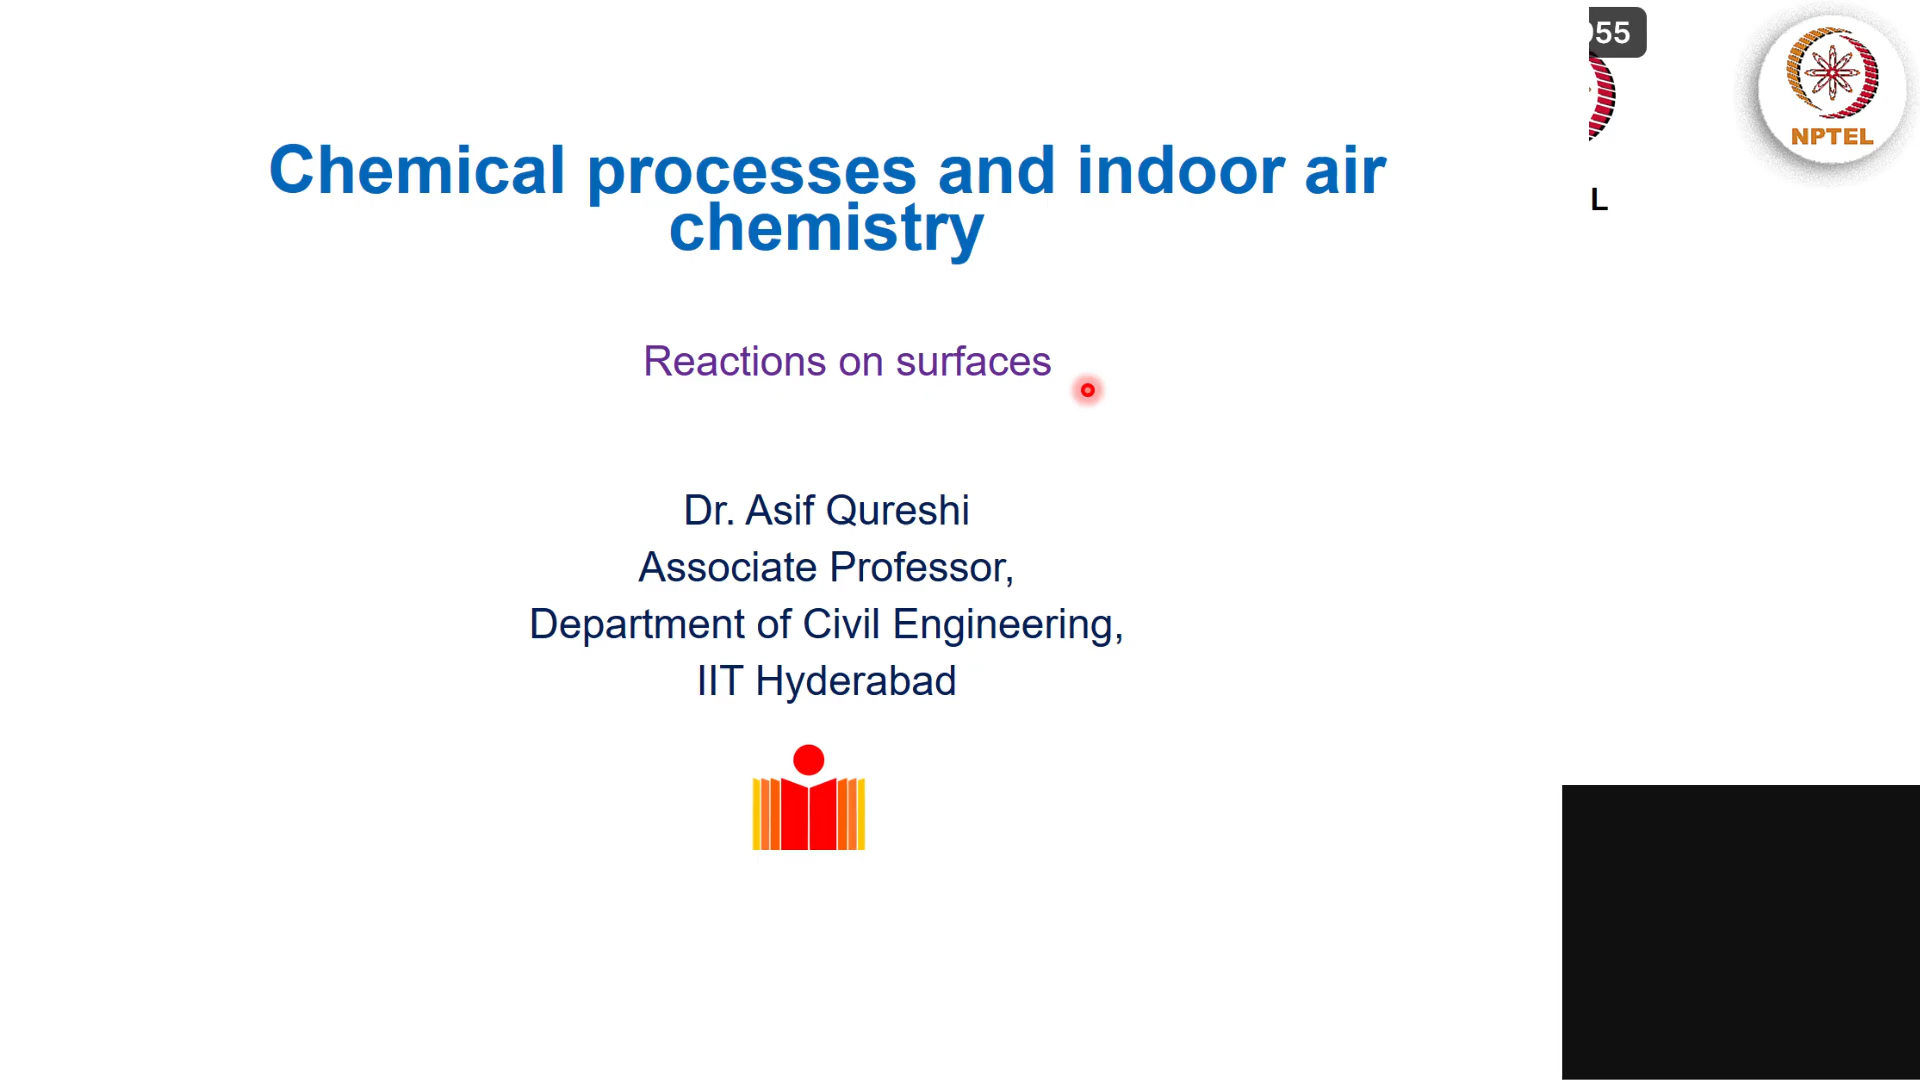 Chemical processes and indoor air
chemistry
Reactions on surfaces
Dr. Asif Qureshi
Associate Professor,
Department of Civil Engineering,
IIT Hyderabad
55
NPTEL
L